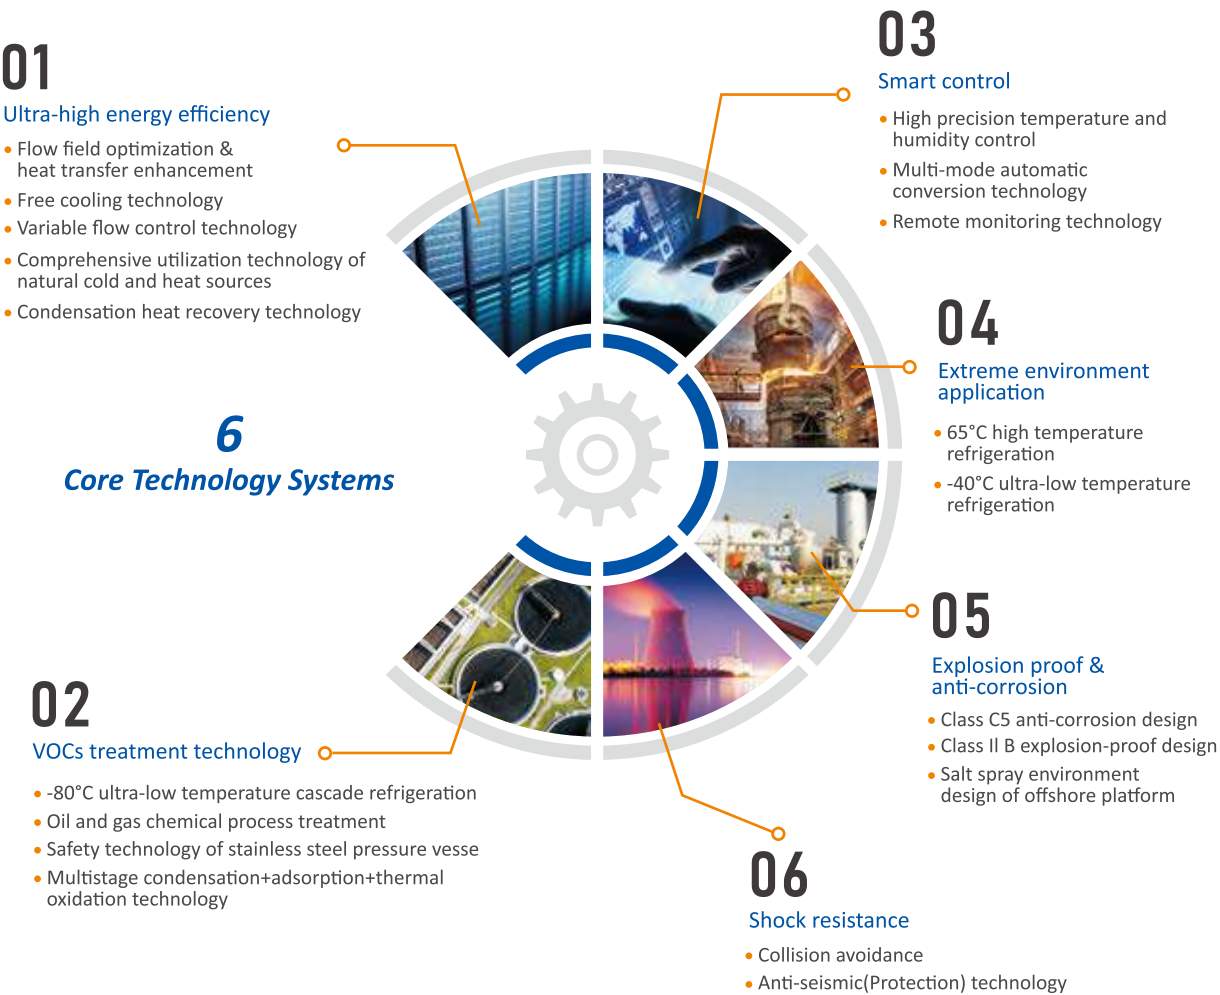 01
Ultra-high energy efficiency
• Flow field optimization &
heat transfer enhancement
• Free cooling technology
• Variable flow control technology
• Comprehensive utilization technology of
natural cold and heat sources
• Condensation heat recovery technology
6
Core Technology Systems
02
VOCs treatment technology
• -80°C ultra-low temperature cascade refrigeration
• Oil and gas chemical process treatment
• Safety technology of stainless steel pressure vesse
• Multistage condensation+adsorption+thermal
oxidation technology
03
Smart control
• High precision temperature and
humidity control
• Multi-mode automatic
conversion technology
• Remote monitoring technology
04
Extreme environment
application
• 65°C high temperature
refrigeration
• -40°C ultra-low temperature
refrigeration
05
Explosion proof &
anti-corrosion
• Class C5 anti-corrosion design
• Class Il B explosion-proof design
• Salt spray environment
design of offshore platform
06
Shock resistance
• Collision avoidance
• Anti-seismic(Protection) technology